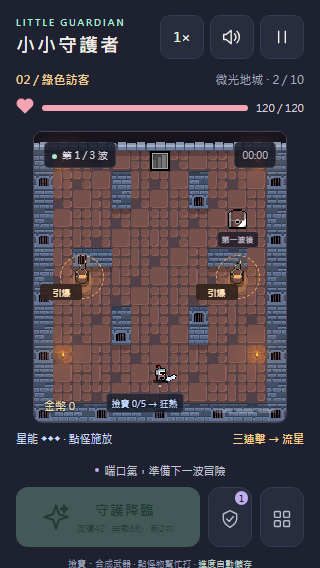 LITTLE GUARDIAN
小小守護者
1×
02 / 綠色訪客
微光地城 · 2 / 10
120 / 120
第 1 / 3 波
00:00
第一波後
引爆
引爆
金幣 0
撿寶 0/5 → 狂熱
星能 ◆◆◆ · 點怪施放
三連擊 → 流星
喘口氣，準備下一波冒險
守護降臨
1
撿寶 · 合成武器 · 點怪物幫忙打 · 進度自動儲存